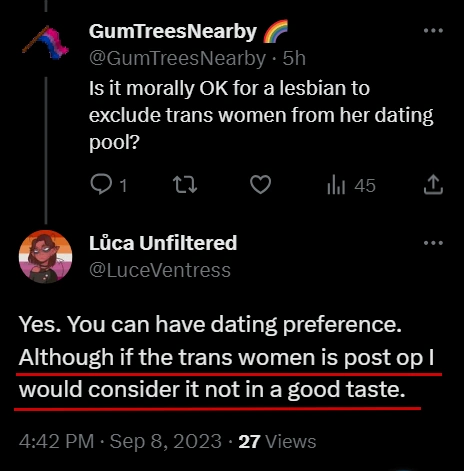 GumTreesNearby 🌈
@GumTreesNearby · 5h
Is it morally OK for a lesbian to
exclude trans women from her dating
pool?
1 45
Lůca Unfiltered
@LuceVentress
Yes. You can have dating preference.
Although if the trans women is post op I
would consider it not in a good taste.
4:42 PM · Sep 8, 2023 · 27 Views